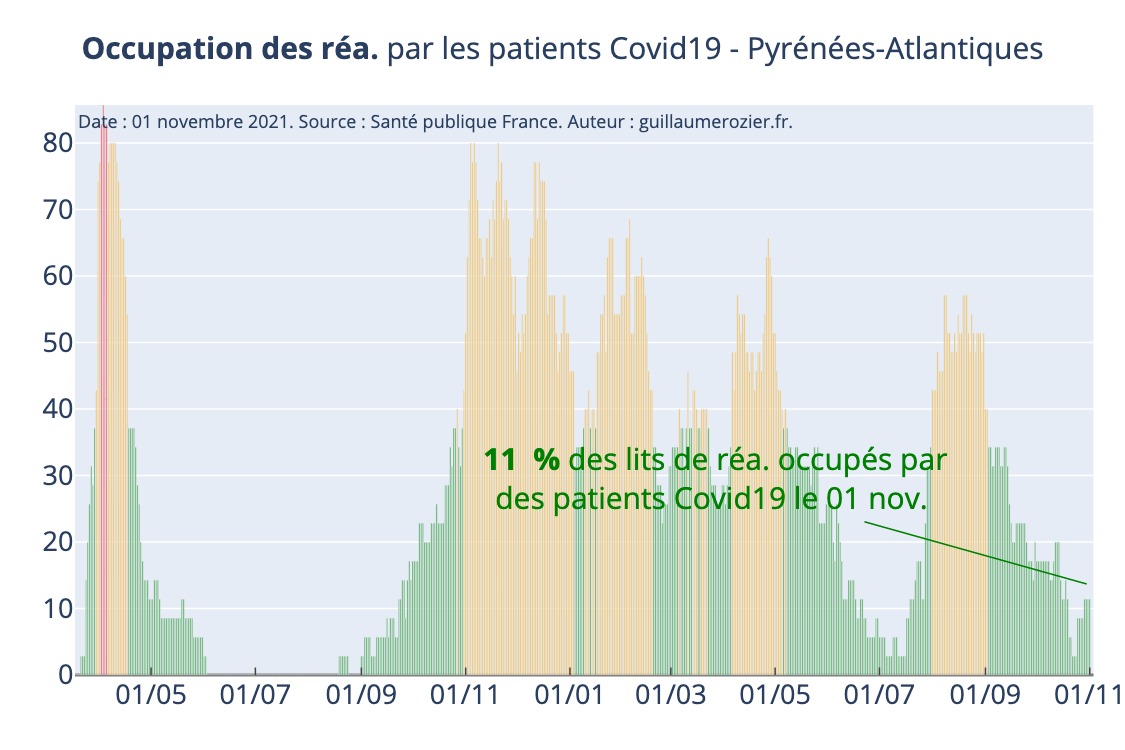 Occupation des réa. par les patients Covid19 - Pyrénées-Atlantiques
Date : 01 novembre 2021. Source : Santé publique France. Auteur : guillaumerozier.fr.
80
70
60
50
40
30
20
10
0
11 % des lits de réa. occupés par
des patients Covid19 le 01 nov.
01/05 01/07 01/09 01/11 01/01 01/03 01/05 01/07 01/09 01/11